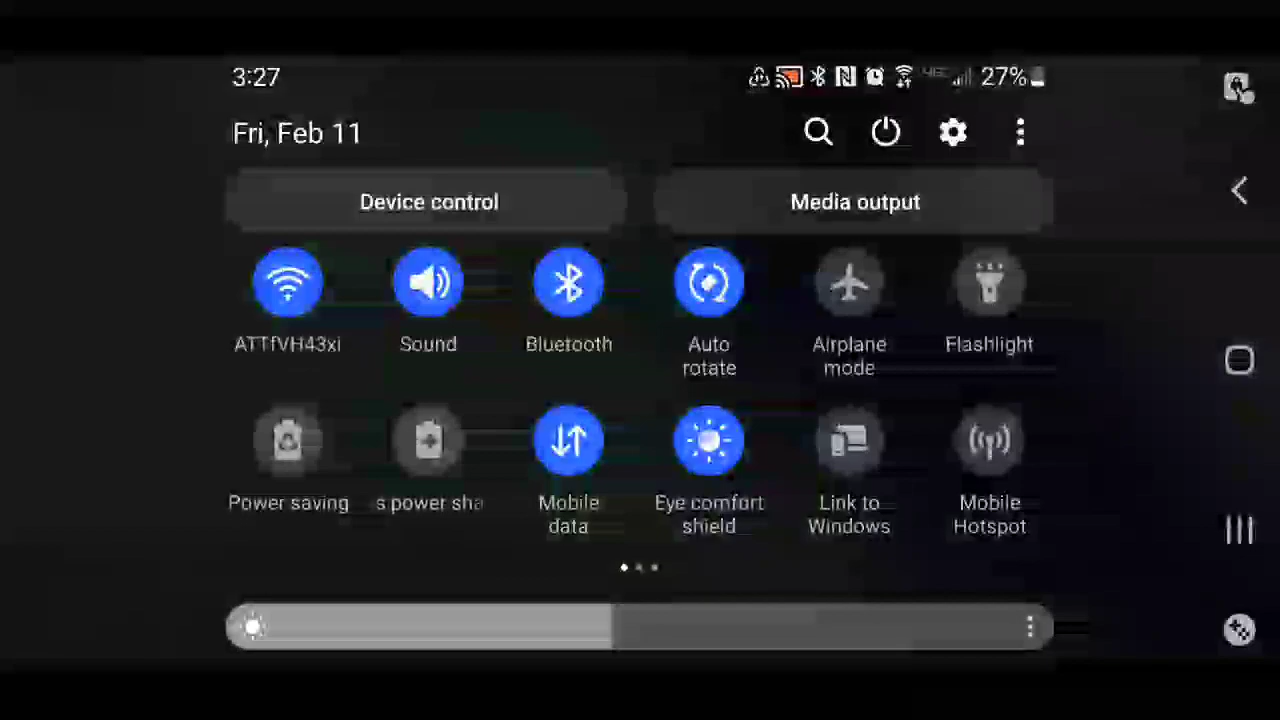 3:27
27%
Fri, Feb 11
Device control
Media output
ATTfVH43xi
Sound
Bluetooth
Auto
rotate
Airplane
mode
Flashlight
Power saving
s power sha
Mobile
data
Eye comfort
shield
Link to
Windows
Mobile
Hotspot